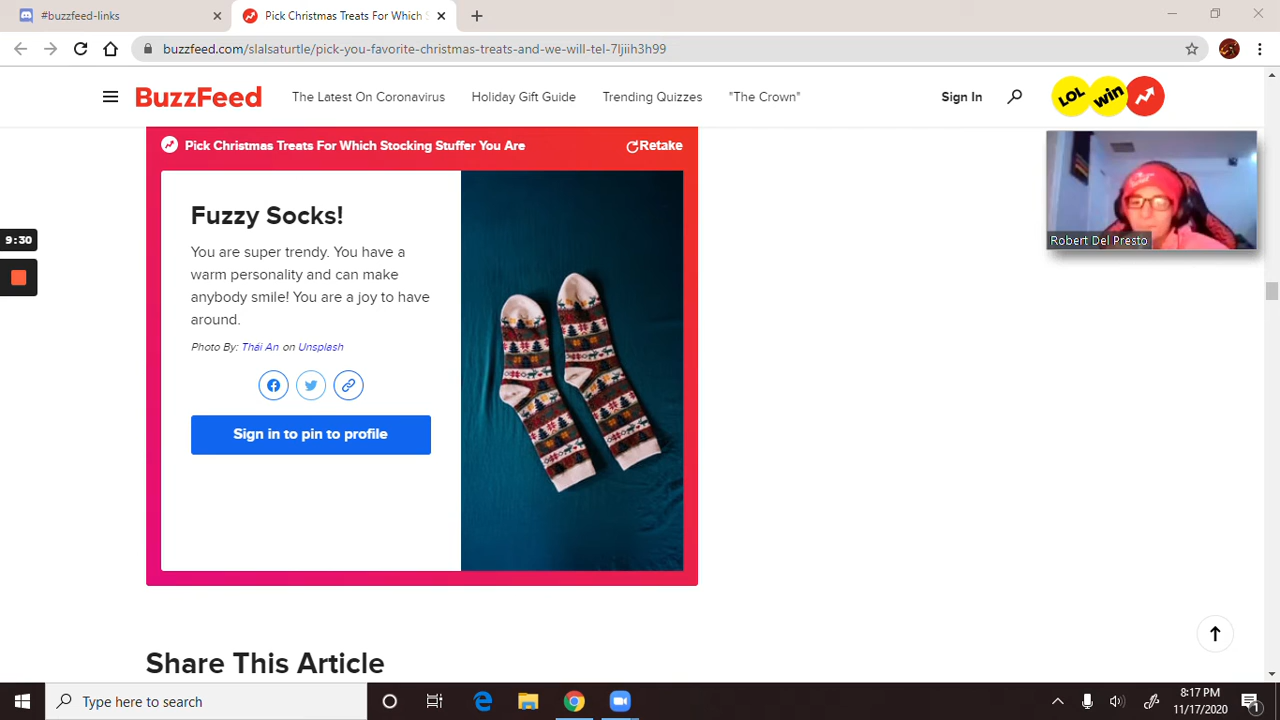 #buzzfeed-links
Pick Christmas Treats For Which S
buzzfeed.com/slalsaturtle/pick-you-favorite-christmas-treats-and-we-will-tel-7ljiih3h99
BuzzFeed
The Latest On Coronavirus
Holiday Gift Guide
Trending Quizzes
"The Crown"
Sign In
LOL
win
Pick Christmas Treats For Which Stocking Stuffer You Are
Retake
Fuzzy Socks!
You are super trendy. You have a
warm personality and can make
anybody smile! You are a joy to have
around.
Photo By: Thái An on Unsplash
Sign in to pin to profile
9:30
Robert Del Presto
Share This Article
Type here to search
8:17 PM
11/17/2020
1